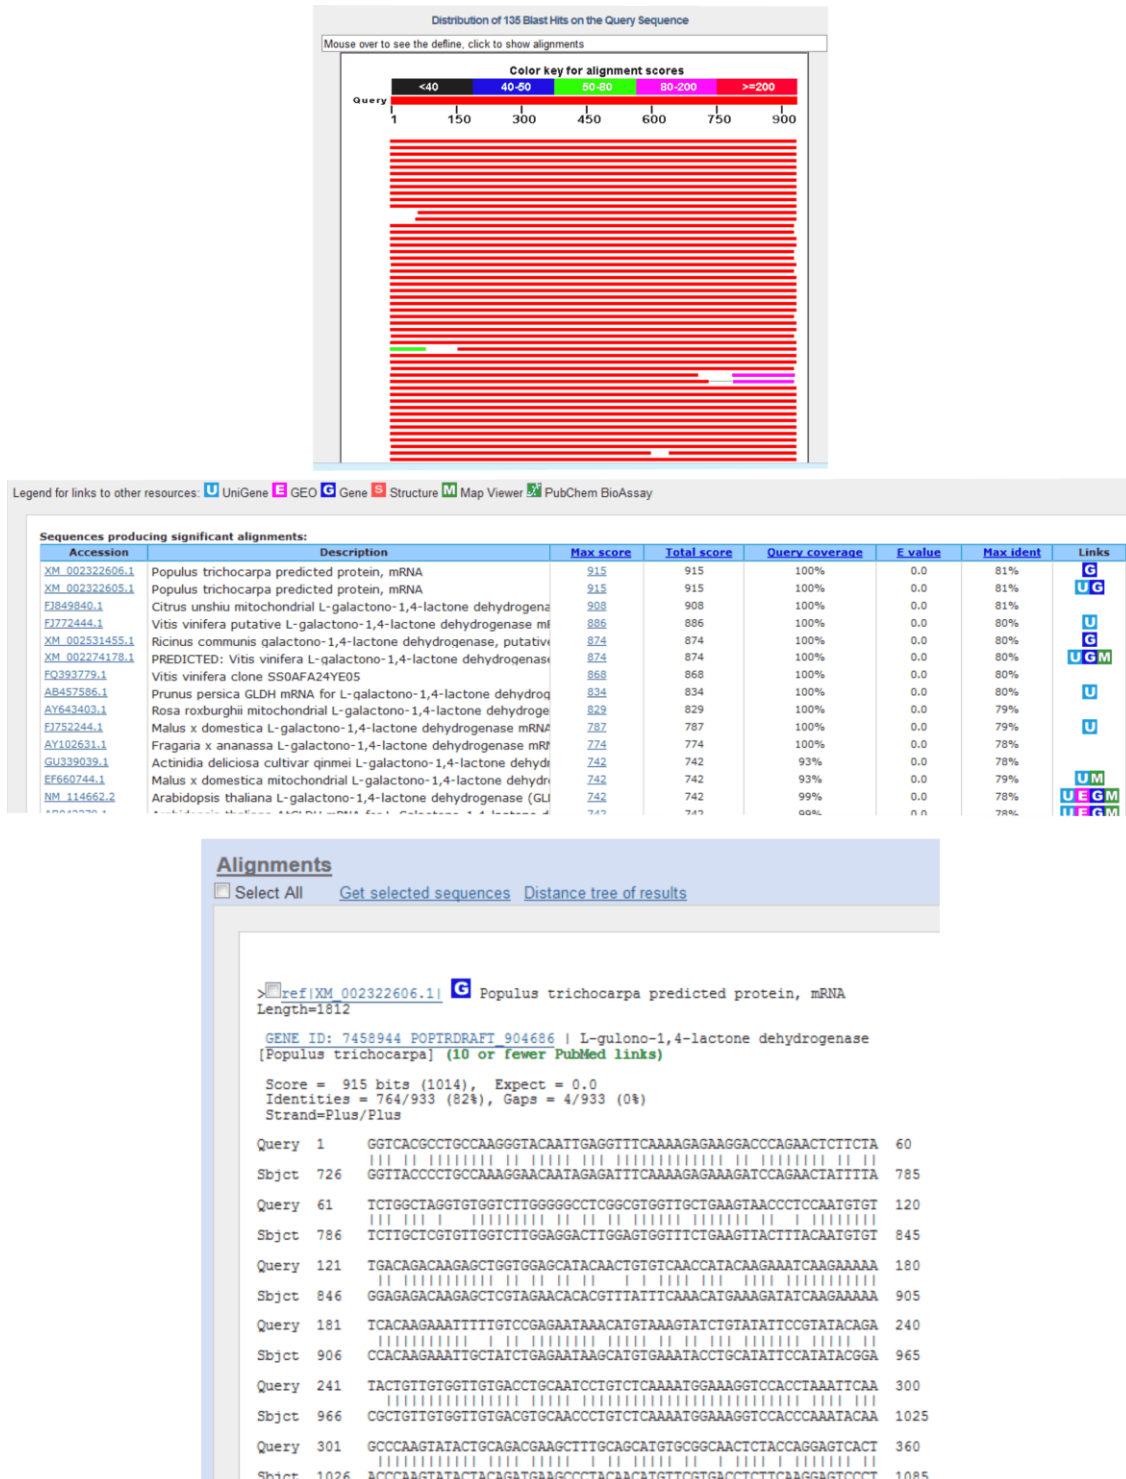 Distribution of 135 Blast Hits on the Query Sequence
Mouse over to see the defline, click to show alignments
Color key for alignment scores
<40 40-50 50-80 80-200 >=200
Query
1 150 300 450 600 750 900
Legend for links to other resources: U UniGene E GEO G Gene S Structure M Map Viewer PubChem BioAssay
Sequences producing significant alignments:
Accession Description Max score Total score Query coverage E value Max ident Links
XM_002322606.1 Populus trichocarpa predicted protein, mRNA 915 915 100% 0.0 81% G
XM_002322605.1 Populus trichocarpa predicted protein, mRNA 915 915 100% 0.0 81% U G
FJ849840.1 Citrus unshiu mitochondrial L-galactono-1,4-lactone dehydrogena 908 908 100% 0.0 81%
FJ772444.1 Vitis vinifera putative L-galactono-1,4-lactone dehydrogenase 886 886 100% 0.0 80% U
XM_002531455.1 Ricinus communis galactono-1,4-lactone dehydrogenase, putative 874 874 100% 0.0 80% G
XM_002274178.1 PREDICTED: Vitis vinifera L-galactono-1,4-lactone dehydrogenase 874 874 100% 0.0 80% U G M
FQ393779.1 Vitis vinifera clone SS0AFA24YE05 868 868 100% 0.0 80%
AB457586.1 Prunus persica GLDH mRNA for L-galactono-1,4-lactone dehydrog 834 834 100% 0.0 80% U
AY643403.1 Rosa roxburghii mitochondrial L-galactono-1,4-lactone dehydroge 829 829 100% 0.0 79%
FJ752244.1 Malus x domestica L-galactono-1,4-lactone dehydrogenase mRNA 787 787 100% 0.0 79% U
AY102631.1 Fragaria x ananassa L-galactono-1,4-lactone dehydrogenase 774 774 100% 0.0 78%
GU339039.1 Actinidia deliciosa cultivar qinmei L-galactono-1,4-lactone dehydr 742 742 93% 0.0 78%
EF660744.1 Malus x domestica mitochondrial L-galactono-1,4-lactone dehydr 742 742 93% 0.0 79% U M
NM_114662.2 Arabidopsis thaliana L-galactono-1,4-lactone dehydrogenase (GL 742 742 99% 0.0 78% U E G M
742 742 99% 0.0 78% U E G M
Alignments
Select All Get selected sequences Distance tree of results
>ref|XM_002322606.1| G Populus trichocarpa predicted protein, mRNA
Length=1812
GENE ID: 7458944 POPTRDRAFT_904686 | L-gulono-1,4-lactone dehydrogenase
[Populus trichocarpa] (10 or fewer PubMed links)
Score = 915 bits (1014), Expect = 0.0
Identities = 764/933 (82%), Gaps = 4/933 (0%)
Strand=Plus/Plus
Query 1 GGTCACGCCTGCCAAGGGTACAATTGAGGTTTCAAAAGAGAAGGACCCAGAACTCTTCTA 60
Sbjct 726 GGTTACCCCTGCCAAAGGAACAATAGAGATTTCAAAAGAGAAAGATCCAGAACTATTTTA 785
Query 61 TCTGGCTAGGTGTGGTCTTGGGGGCCTCGGCGTGGTTGCTGAAGTAACCCTCCAATGTGT 120
Sbjct 786 TCTTGCTCGTGTTGGTCTTGGAGGACTTGGAGTGGTTTCTGAAGTTACTTTACAATGTGT 845
Query 121 TGACAGACAAGAGCTGGTGGAGCATACAACTGTGTCAACCATACAAGAAATCAAGAAAAA 180
Sbjct 846 GGAGAGACAAGAGCTCGTAGAACACACGTTTATTTCAAACATGAAAGATATCAAGAAAAA 905
Query 181 TCACAAGAAATTTTTGTCCGAGAATAAACATGTAAAGTATCTGTATATTCCGTATACAGA 240
Sbjct 906 CCACAAGAAATTGCTATCTGAGAATAAGCATGTGAAATACCTGCATATTCCATATACGGA 965
Query 241 TACTGTTGTGGTTGTGACCTGCAATCCTGTCTCAAAATGGAAAGGTCCACCTAAATTCAA 300
Sbjct 966 CGCTGTTGTGGTTGTGACGTGCAACCCTGTCTCAAAATGGAAAGGTCCACCCAAATACAA 1025
Query 301 GCCCAAGTATACTGCAGACGAAGCTTTGCAGCATGTGCGGCAACTCTACCAGGAGTCACT 360
Sbjct 1026 ACCCAAGTATACTACAGATGAAGCCCTACAACATGTTCGTGACCTCTTCAAGGAGTCCCT 1085